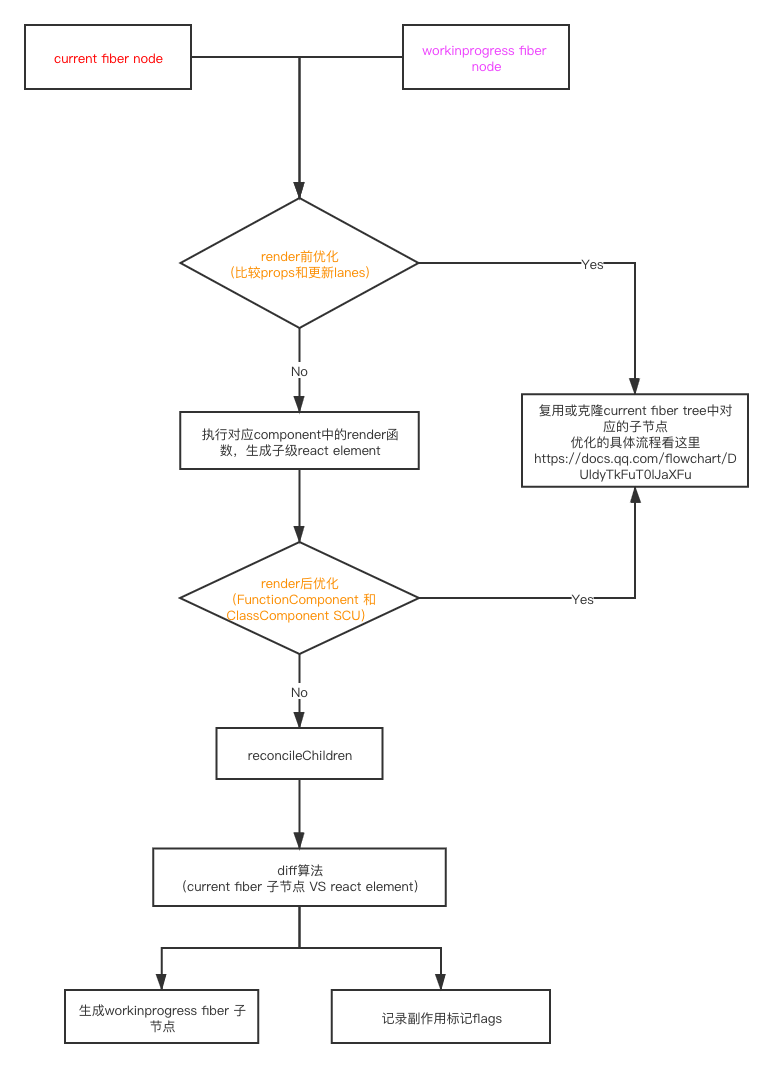 current fiber node
workinprogress fiber
node
render前优化
（比较props和更新lanes）
Yes
No
复用或克隆current fiber tree中对
应的子节点
优化的具体流程看这里
https://docs.qq.com/flowchart/D
UldyTkFuT0lJaXFu
执行对应component中的render函
数，生成子级react element
render后优化
（FunctionComponent 和
ClassComponent SCU）
Yes
No
reconcileChildren
diff算法
（current fiber 子节点 VS react element）
生成workinprogress fiber 子
节点
记录副作用标记flags